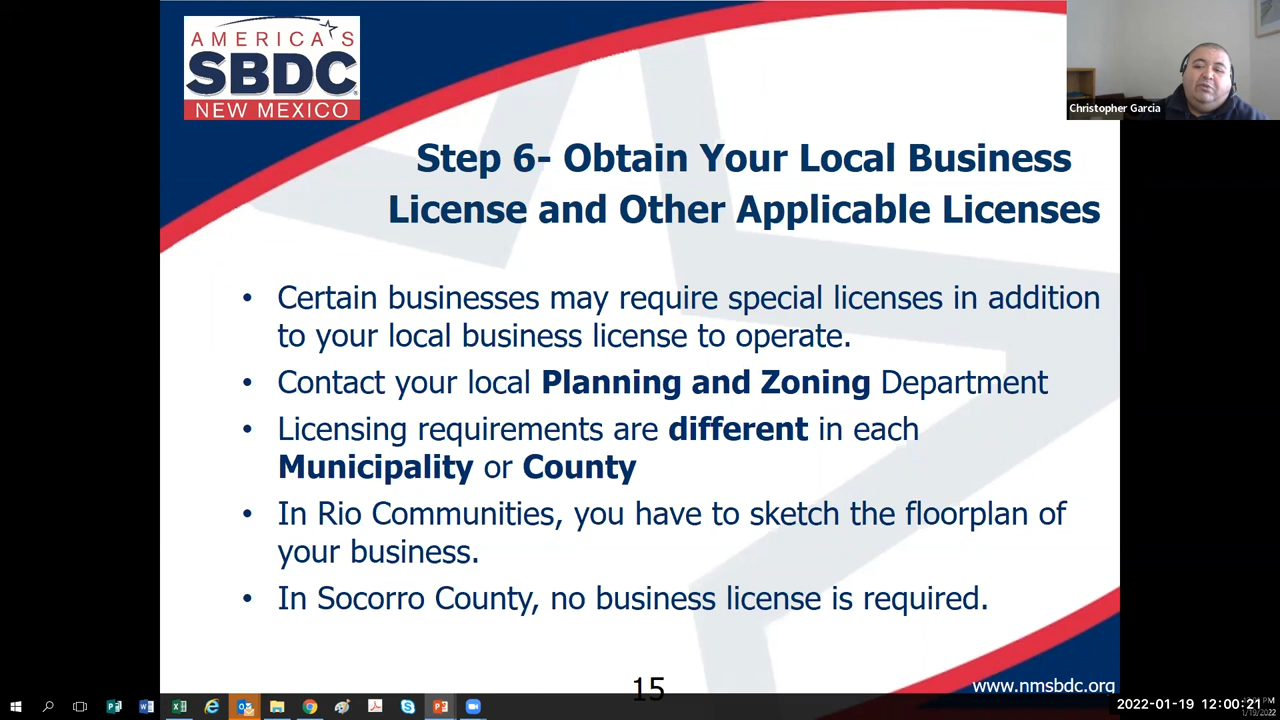 AMERICA'S
SBDC
NEW MEXICO
Christopher Garcia
Step 6- Obtain Your Local Business
License and Other Applicable Licenses
• Certain businesses may require special licenses in addition
to your local business license to operate.
• Contact your local Planning and Zoning Department
• Licensing requirements are different in each
Municipality or County
• In Rio Communities, you have to sketch the floorplan of
your business.
• In Socorro County, no business license is required.
15
www.nmsbdc.org
2022-01-19 12:00:21
1/19/2022